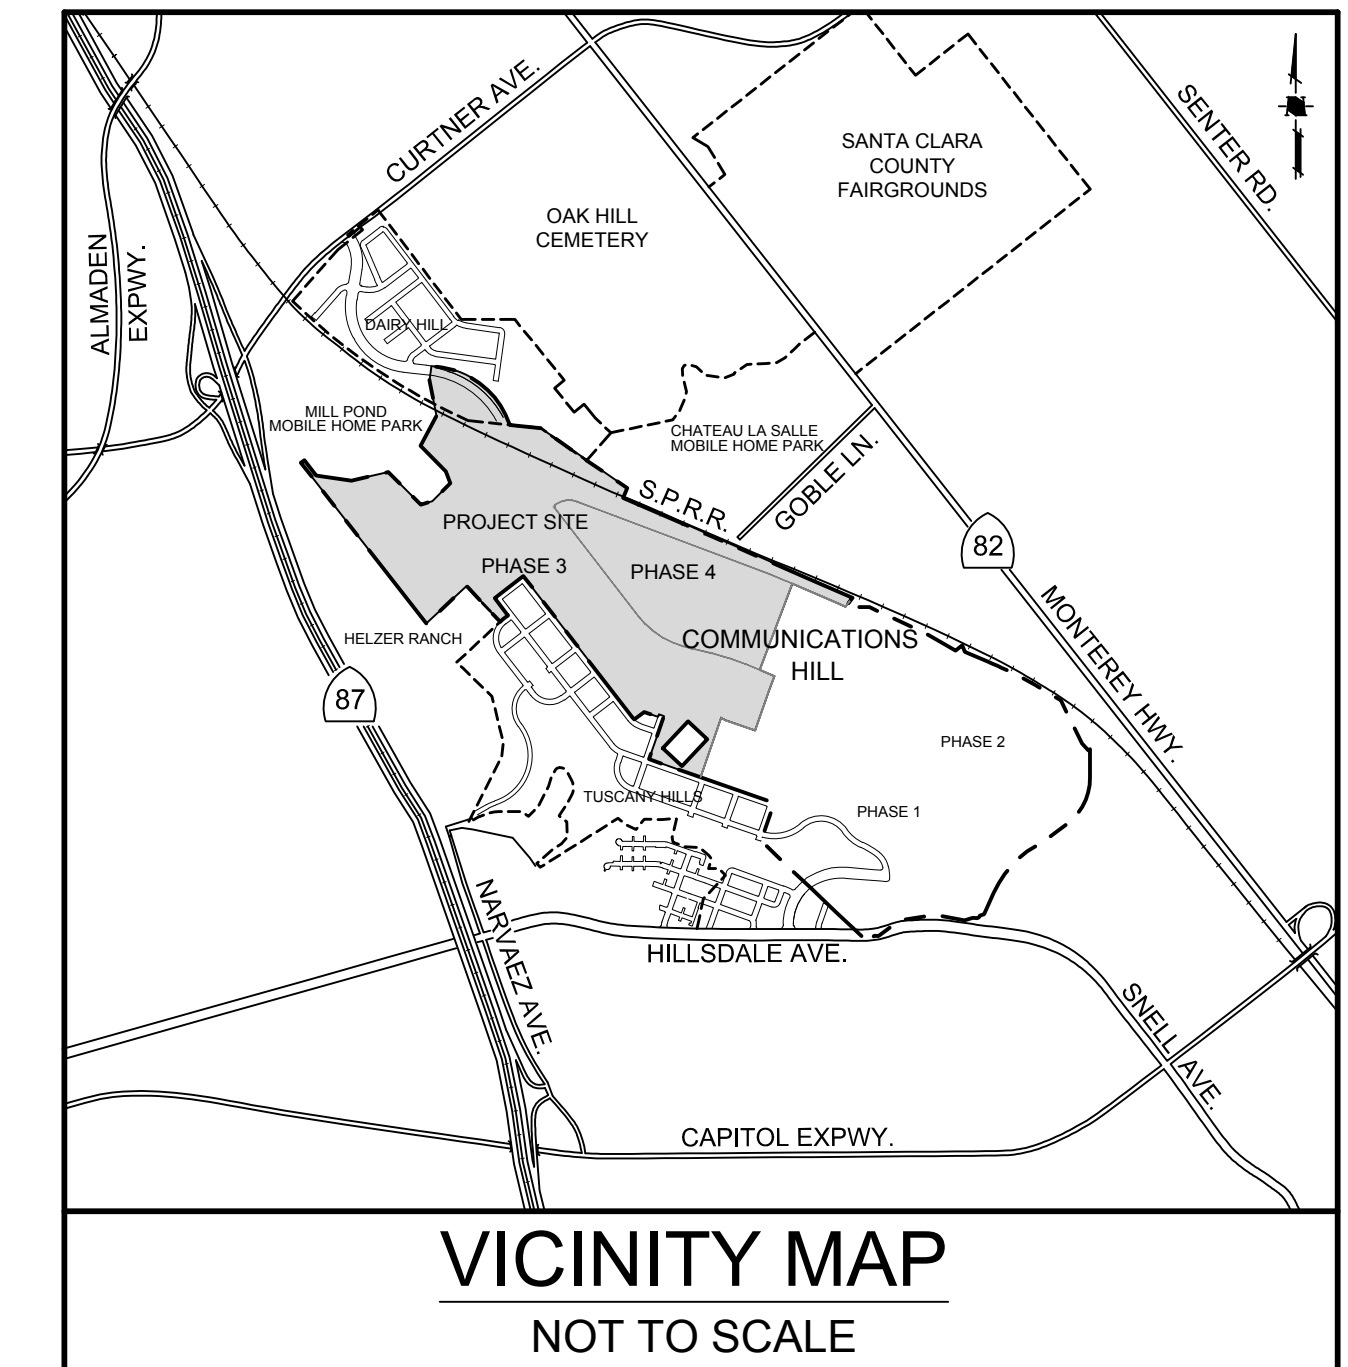 CURTNER AVE.
SENTER RD.
SANTA CLARA
COUNTY
FAIRGROUNDS
OAK HILL
CEMETERY
ALMADEN
EXPWY.
DAIRY HILL
MILL POND
MOBILE HOME PARK
CHATEAU LA SALLE
MOBILE HOME PARK
GOBLE LN.
S.P.R.R.
PROJECT SITE
PHASE 3
PHASE 4
82
MONTEREY HWY.
HELZER RANCH
COMMUNICATIONS
HILL
87
PHASE 2
TUSCANY HILLS
PHASE 1
NARVAEZ AVE.
HILLSDALE AVE.
SNELL AVE.
CAPITOL EXPWY.
VICINITY MAP
NOT TO SCALE